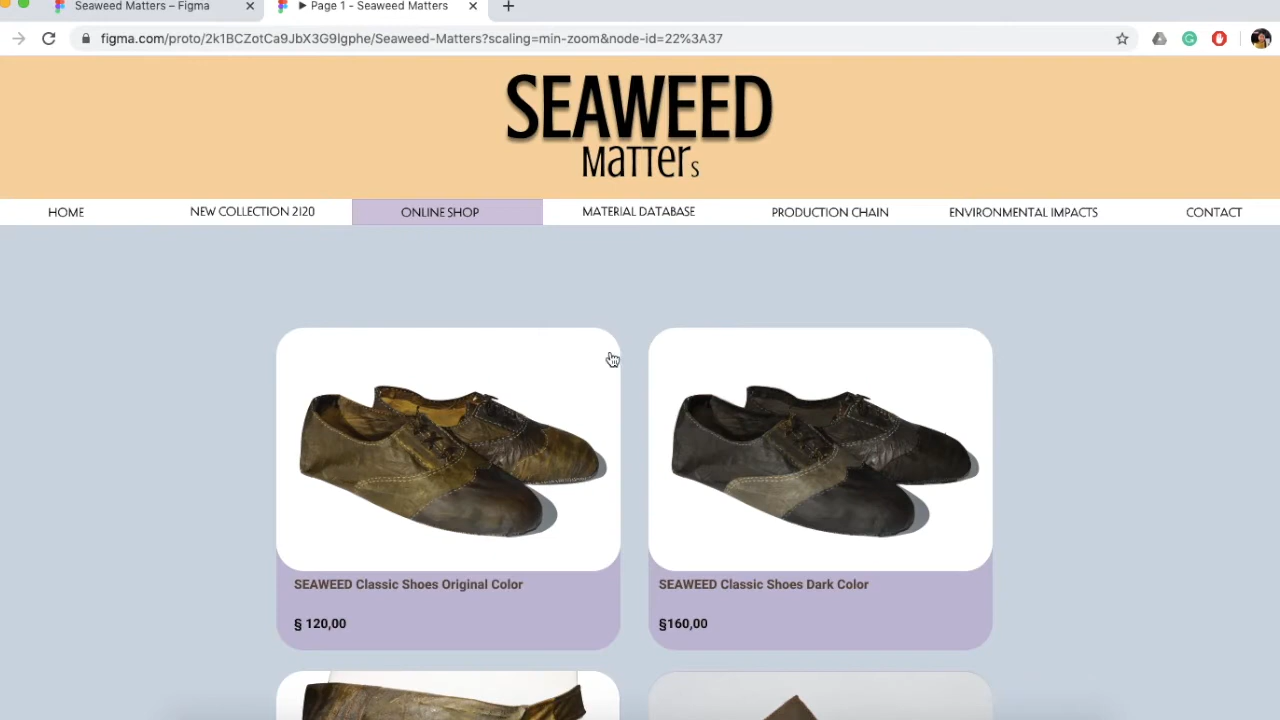 Seaweed Matters – Figma
Page 1 - Seaweed Matters
figma.com/proto/2k1BCZotCa9JbX3G9Igphe/Seaweed-Matters?scaling=min-zoom&node-id=22%3A37
SEAWEED
Matters
HOME
NEW COLLECTION 2120
ONLINE SHOP
MATERIAL DATABASE
PRODUCTION CHAIN
ENVIRONMENTAL IMPACTS
CONTACT
SEAWEED Classic Shoes Original Color
SEAWEED Classic Shoes Dark Color
§ 120,00
§160,00